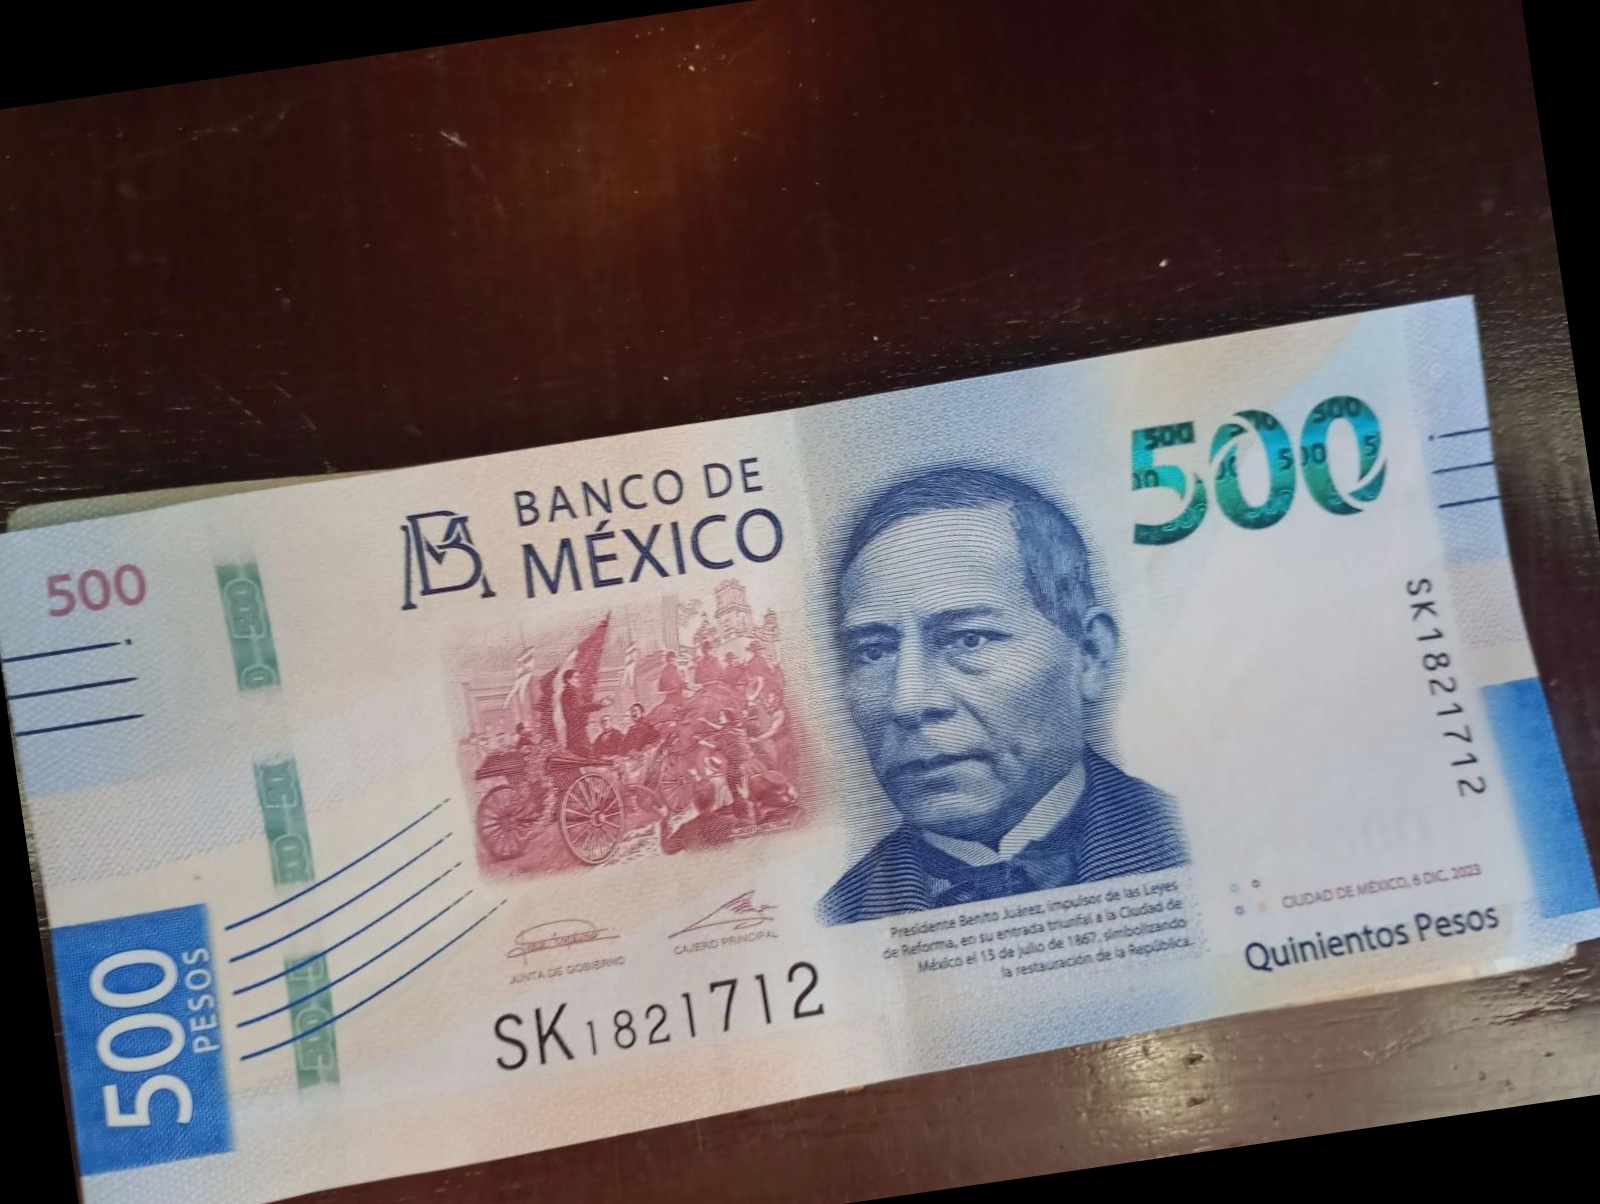 500
BM
BANCO DE
MÉXICO
500
SK1821712
500
PESOS
JUNTA DE GOBIERNO
CAJERO PRINCIPAL
SK1821712
Presidente Benito Juárez, impulsor de las Leyes
de Reforma, en su entrada triunfal a la Ciudad de
México el 15 de julio de 1867, simbolizando
la restauración de la República.
CIUDAD DE MÉXICO, 6 DIC. 2023
Quinientos Pesos